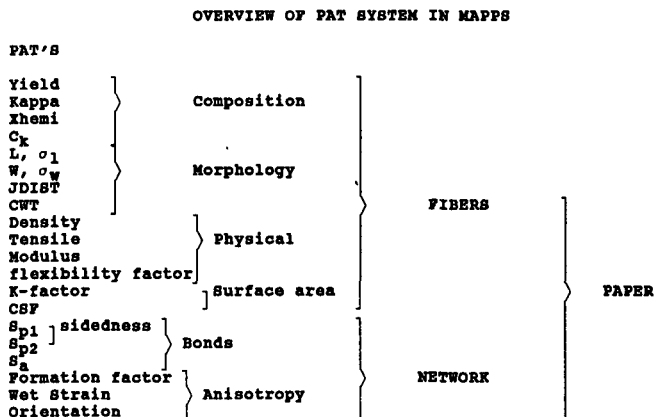 OVERVIEW OF PAT SYSTEM IN MAPPS
PAT'S
Yield
Kappa Composition
Xhemi
Ck
L, σl
W, σw Morphology
JDIST
CWT FIBERS
Density
Tensile Physical
Modulus
flexibility factor
K-factor Surface area PAPER
CSF
Sp1 sidedness
Sp2 Bonds
Sa
Formation factor NETWORK
Wet Strain Anisotropy
Orientation